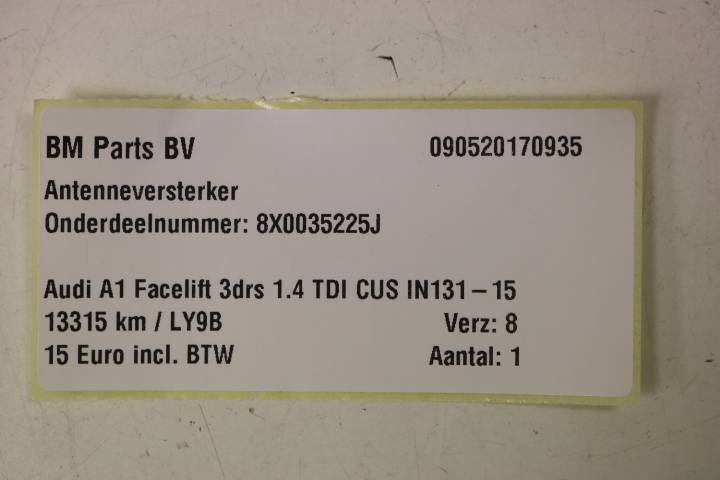 BM Parts BV 090520170935
Antenneversterker
Onderdeelnummer: 8X0035225J
Audi A1 Facelift 3drs 1.4 TDI CUS IN131-15
13315 km / LY9B Verz: 8
15 Euro incl. BTW Aantal: 1